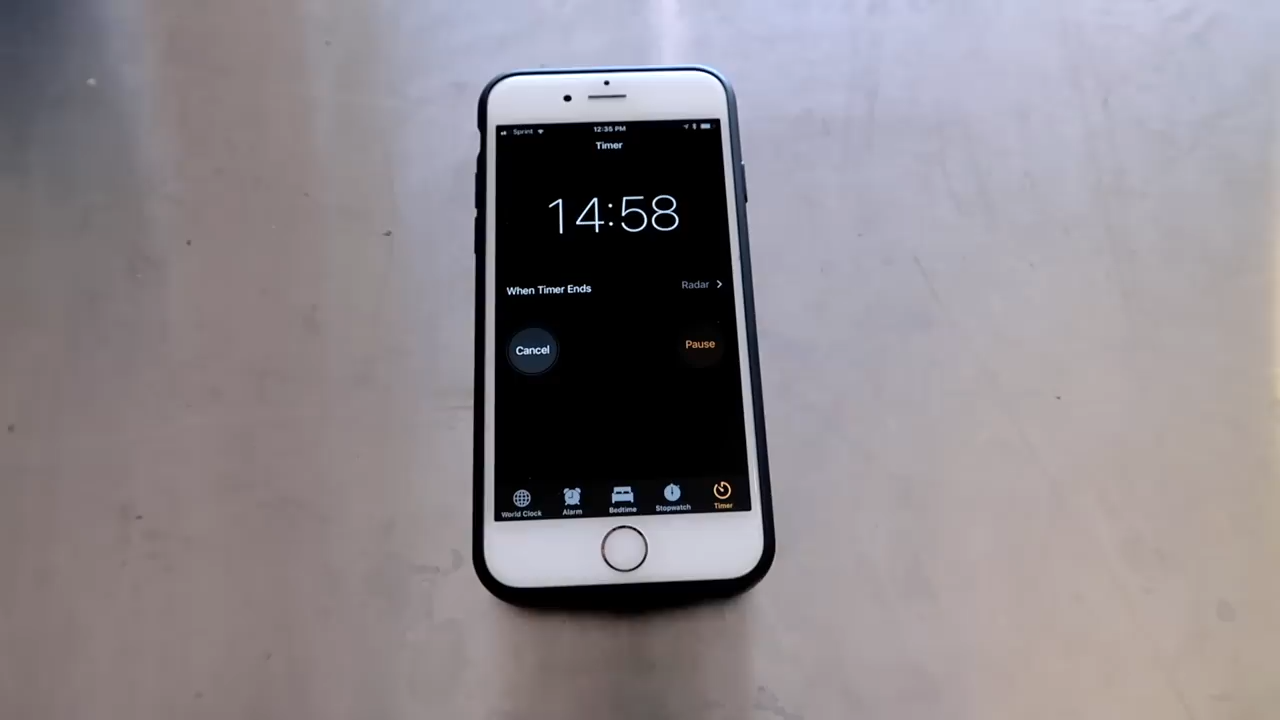 Sprint 12:35 PM
Timer
14:58
When Timer Ends Radar
Cancel Pause
World Clock Alarm Bedtime Stopwatch Timer